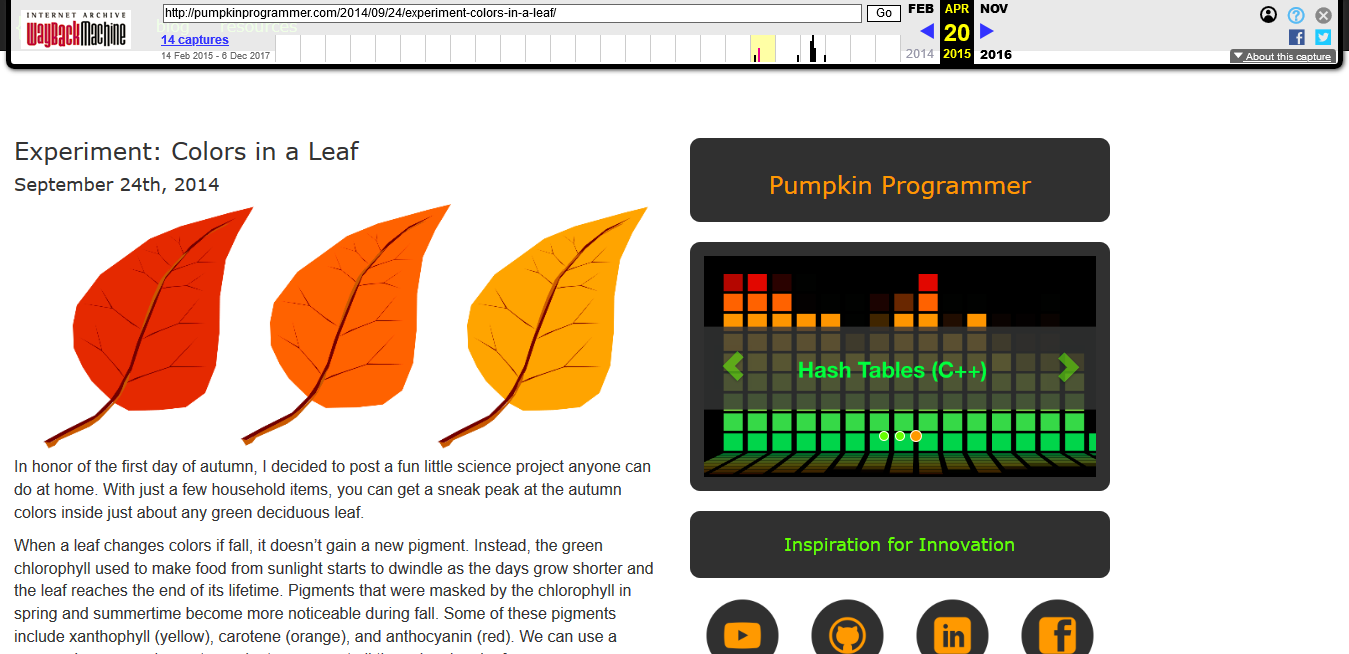 INTERNET ARCHIVE
WayBackMachine
http://pumpkinprogrammer.com/2014/09/24/experiment-colors-in-a-leaf/
Go
FEB APR NOV
14 captures
20
14 Feb 2015 - 6 Dec 2017
2014 2015 2016
About this capture
resources
Experiment: Colors in a Leaf
September 24th, 2014
In honor of the first day of autumn, I decided to post a fun little science project anyone can
do at home. With just a few household items, you can get a sneak peak at the autumn
colors inside just about any green deciduous leaf.
When a leaf changes colors if fall, it doesn’t gain a new pigment. Instead, the green
chlorophyll used to make food from sunlight starts to dwindle as the days grow shorter and
the leaf reaches the end of its lifetime. Pigments that were masked by the chlorophyll in
spring and summertime become more noticeable during fall. Some of these pigments
include xanthophyll (yellow), carotene (orange), and anthocyanin (red). We can use a
Pumpkin Programmer
Hash Tables (C++)
Inspiration for Innovation